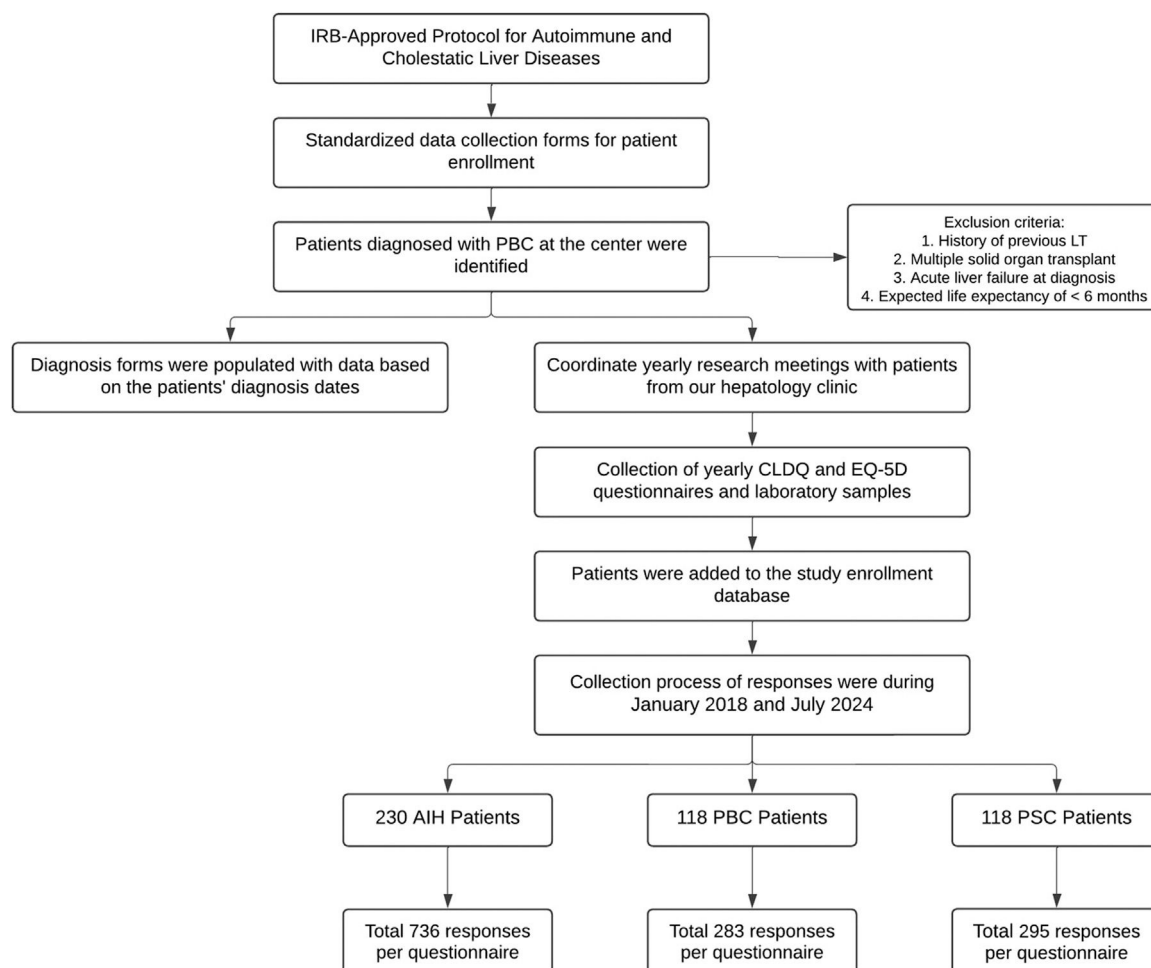 IRB-Approved Protocol for Autoimmune and
Cholestatic Liver Diseases
Standardized data collection forms for patient
enrollment
Patients diagnosed with PBC at the center were
identified
Exclusion criteria:
1. History of previous LT
2. Multiple solid organ transplant
3. Acute liver failure at diagnosis
4. Expected life expectancy of < 6 months
Diagnosis forms were populated with data based
on the patients' diagnosis dates
Coordinate yearly research meetings with patients
from our hepatology clinic
Collection of yearly CLDQ and EQ-5D
questionnaires and laboratory samples
Patients were added to the study enrollment
database
Collection process of responses were during
January 2018 and July 2024
230 AIH Patients
118 PBC Patients
118 PSC Patients
Total 736 responses
per questionnaire
Total 283 responses
per questionnaire
Total 295 responses
per questionnaire